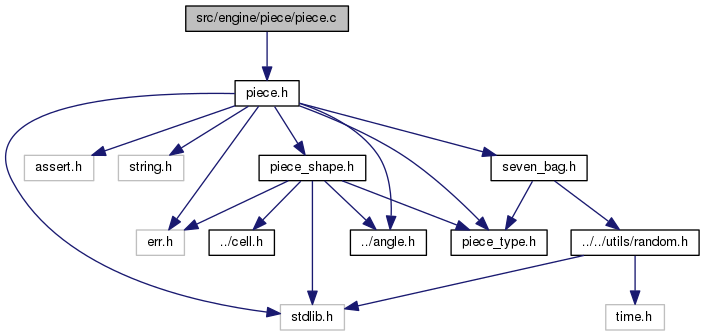 src/engine/piece/piece.c
piece.h
assert.h
string.h
piece_shape.h
seven_bag.h
err.h
../cell.h
../angle.h
piece_type.h
../../utils/random.h
stdlib.h
time.h